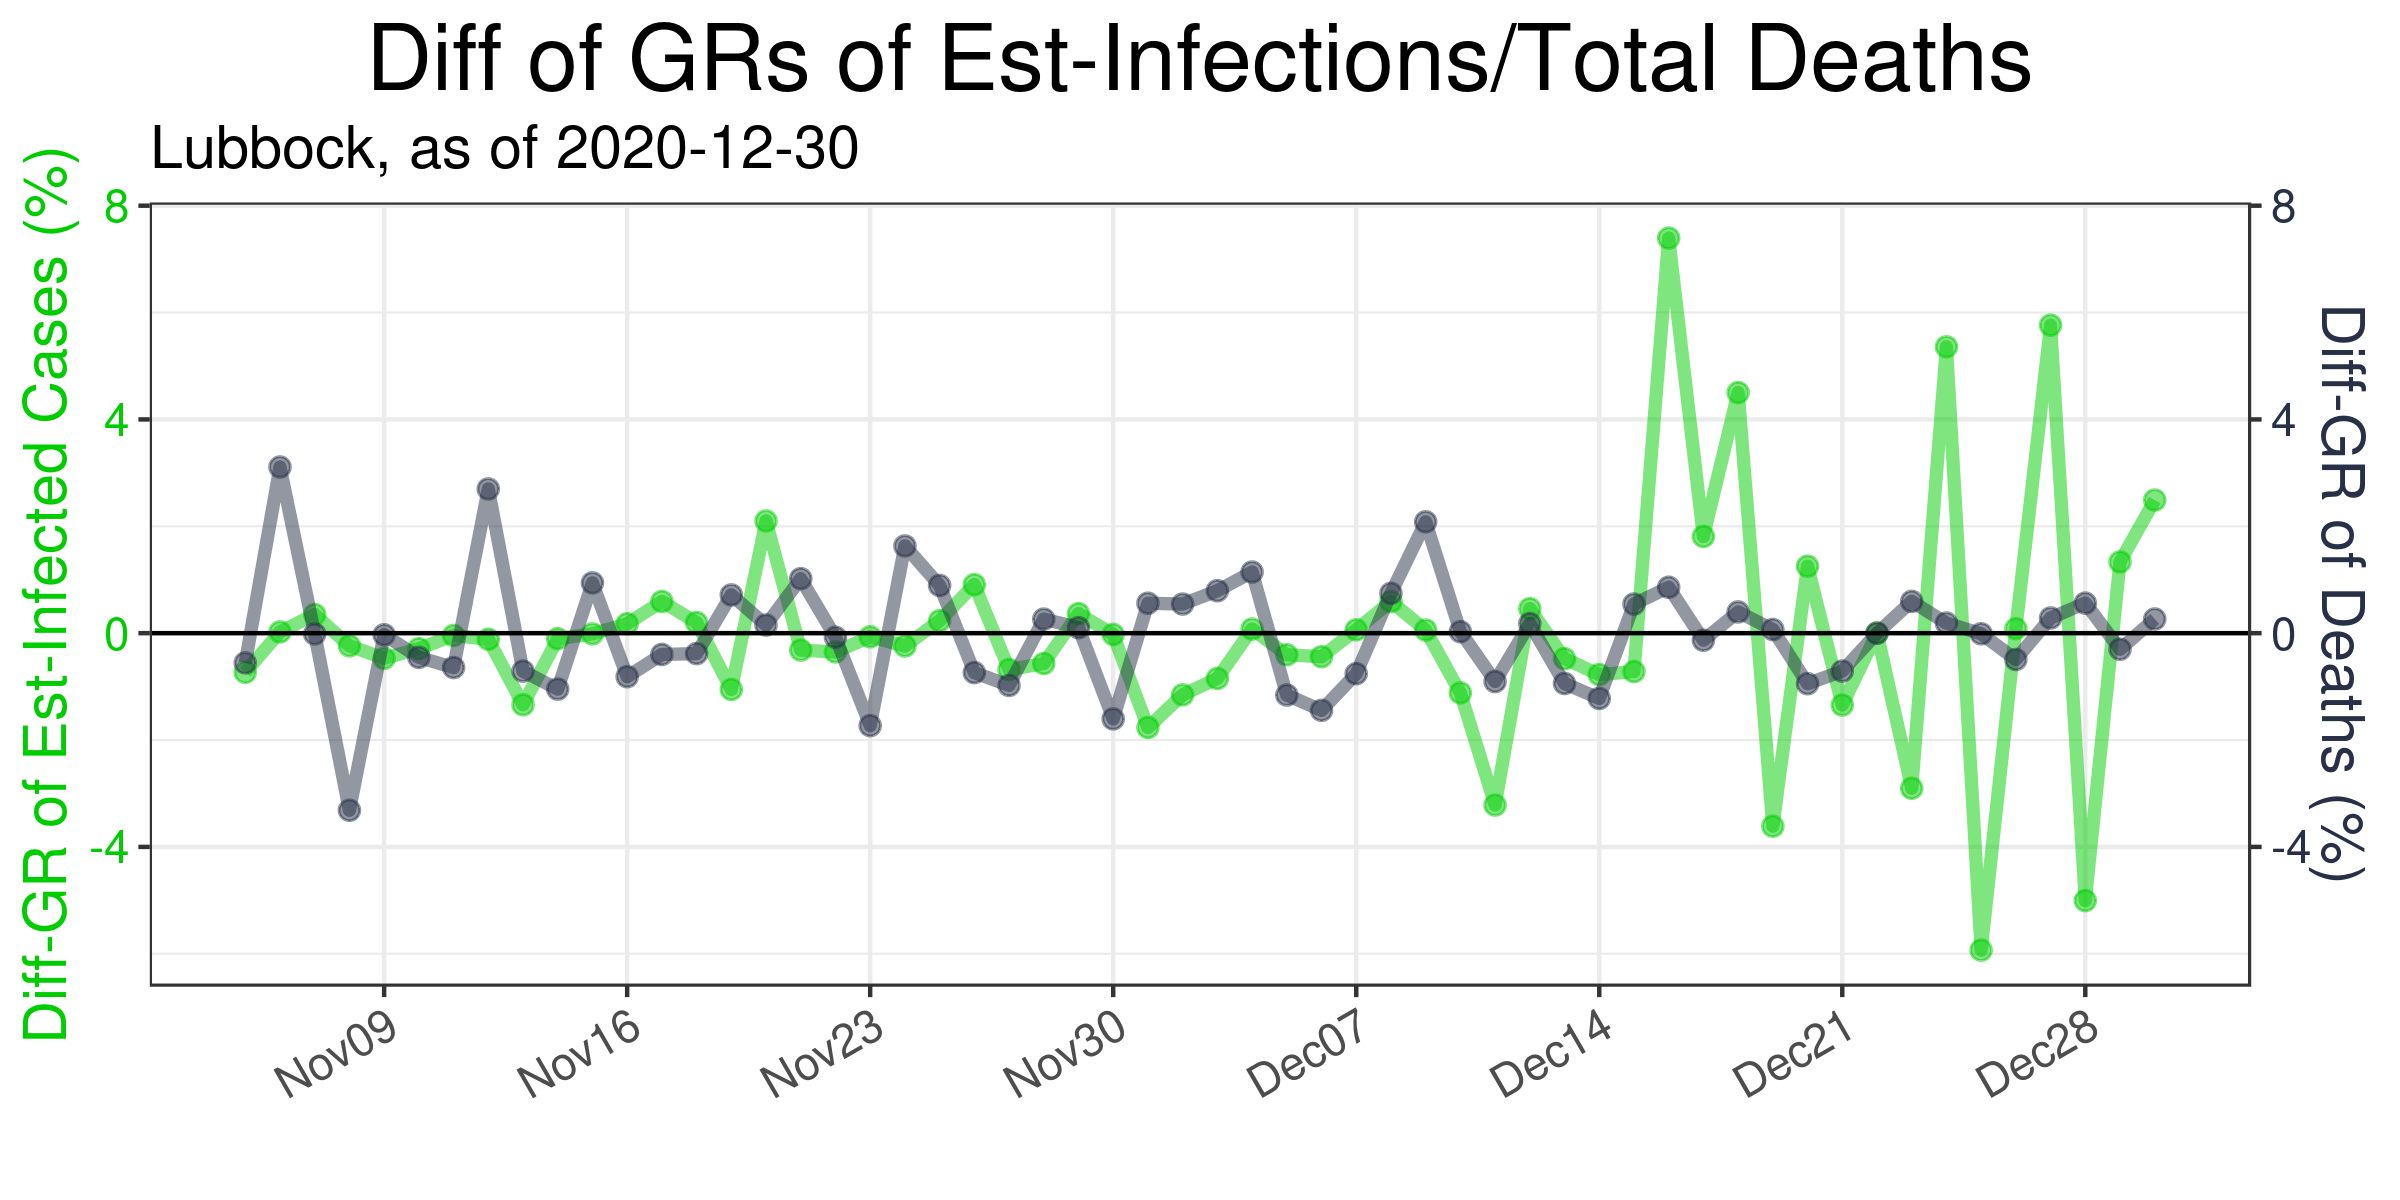 Diff of GRs of Est-Infections/Total Deaths
Lubbock, as of 2020-12-30
Diff-GR of Est-Infected Cases (%)
8
4
0
-4
8
4
0
-4
Diff-GR of Deaths (%)
Nov09
Nov16
Nov23
Nov30
Dec07
Dec14
Dec21
Dec28